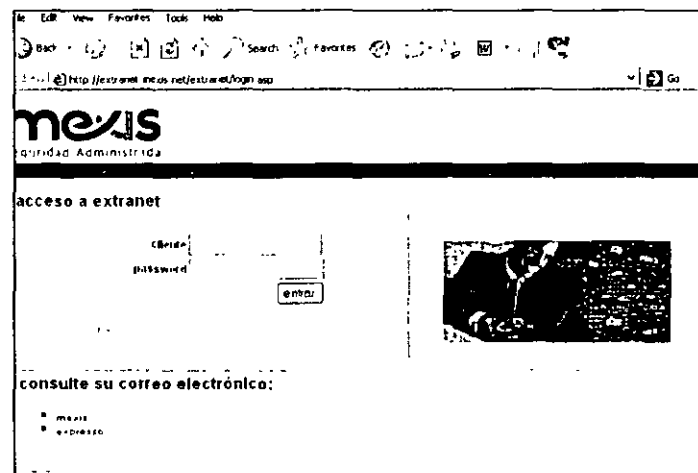 le Edit View Favorites Tools Help
Back Search Favorites
http://extranet.mexis.net/extranet/login.asp Go
mexis
eguridad Administrada
acceso a extranet
Cliente
password
entrar
consulte su correo electrónico:
mexis
expresso